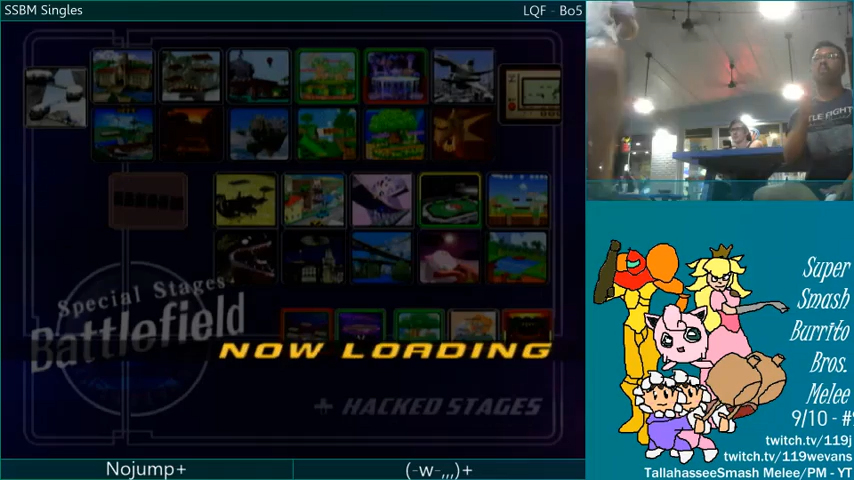 SSBM Singles
LQF - Bo5
Special Stages
Battlefield
NOW LOADING
+ HACKED STAGES
Nojump+
(-w-,,,)+
Super
Smash
Burrito
Bros.
Melee
9/10 -
twitch.tv/119j
twitch.tv/119wevans
TallahasseeSmash Melee/PM - YT